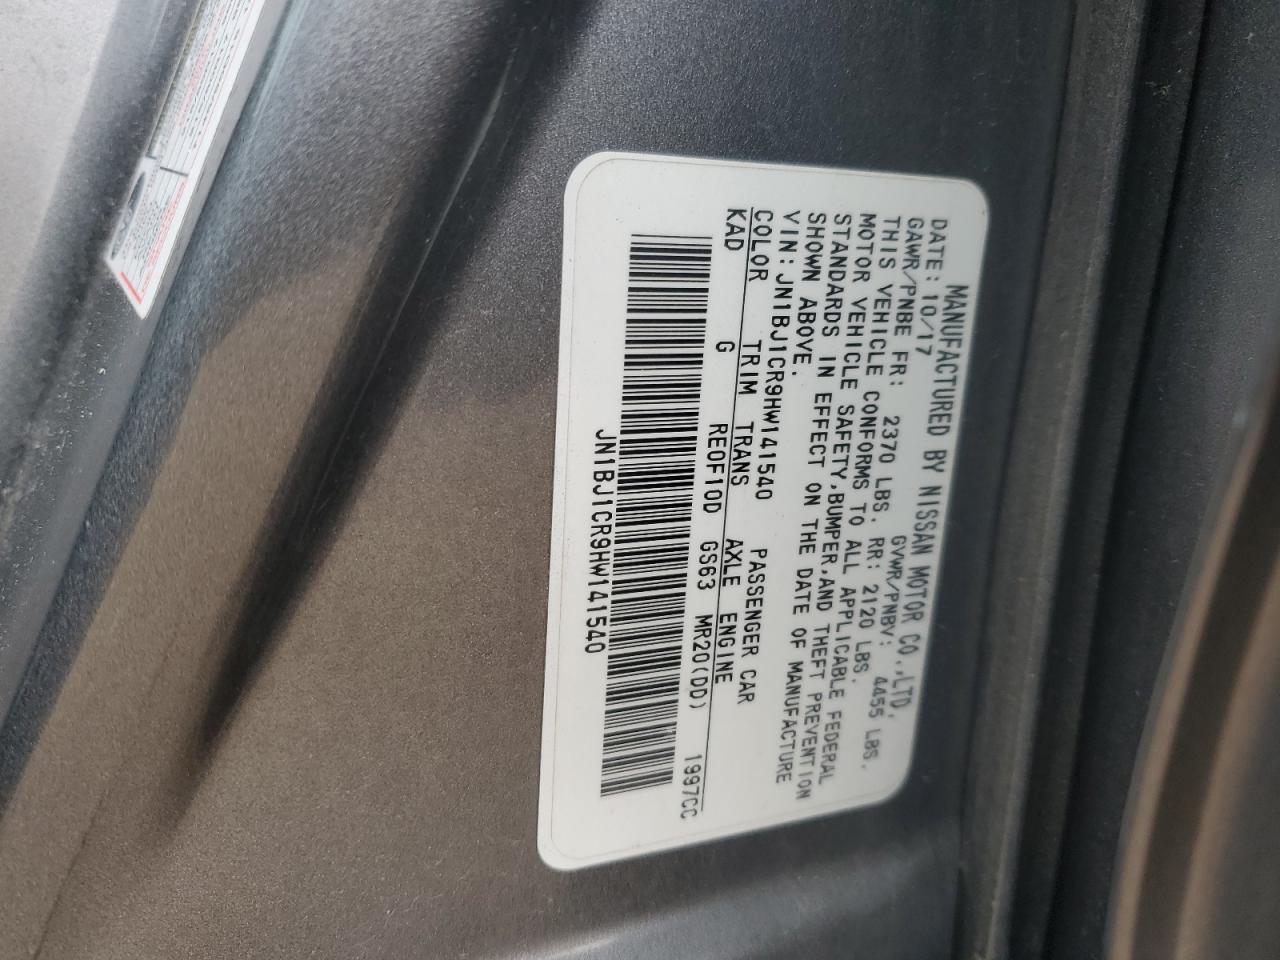 MANUFACTURED BY NISSAN MOTOR CO.,LTD.
DATE: 10/17 GVWR/PNBV: 4455 LBS.
GAWR/PNBE FR: 2370 LBS. RR: 2120 LBS.
THIS VEHICLE CONFORMS TO ALL APPLICABLE FEDERAL
MOTOR VEHICLE SAFETY,BUMPER,AND THEFT PREVENTION
STANDARDS IN EFFECT ON THE DATE OF MANUFACTURE
SHOWN ABOVE.
VIN: JN1BJ1CR9HW141540 PASSENGER CAR
COLOR TRIM TRANS AXLE ENGINE
KAD G RE0F10D GS63 MR20(DD) 1997CC
JN1BJ1CR9HW141540